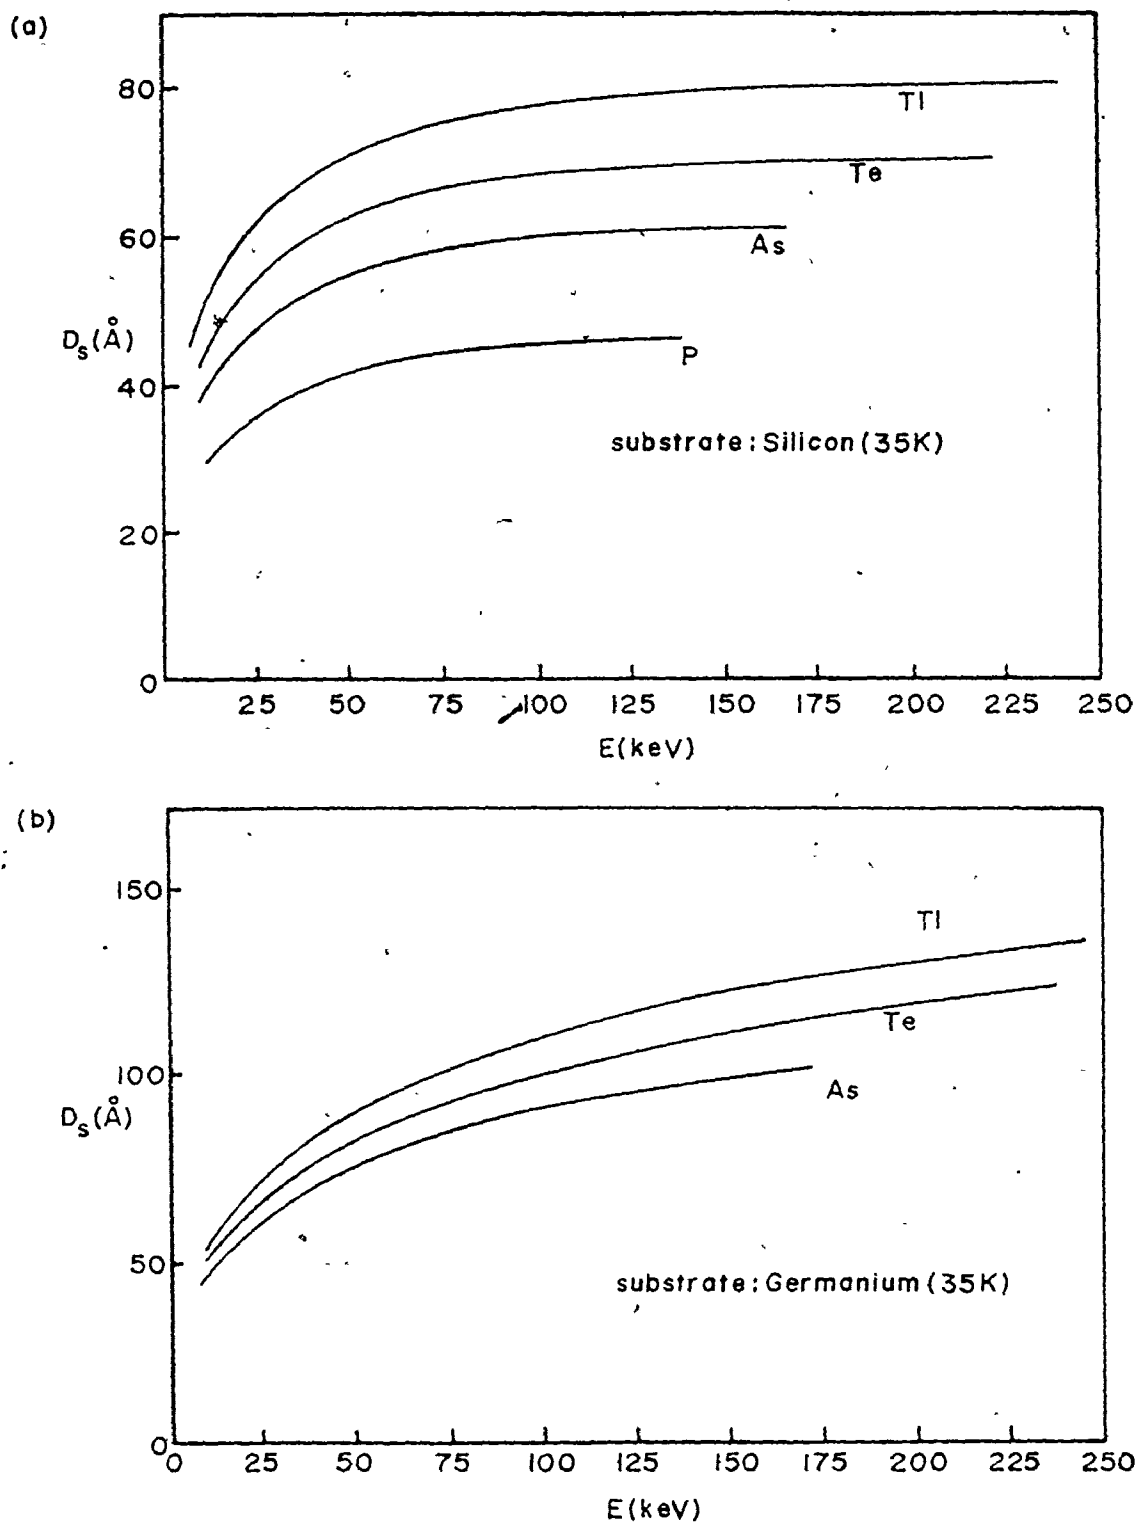 (a)
80
60
D_s(Å)
40
20
0
Tl
Te
As
P
substrate: Silicon (35K)
25 50 75 100 125 150 175 200 225 250
E(keV)
(b)
150
100
D_s(Å)
50
0
Tl
Te
As
substrate: Germanium (35K)
0 25 50 75 100 125 150 175 200 225 250
E(keV)